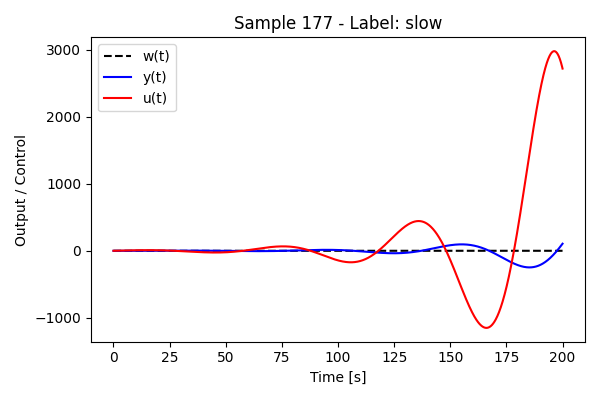 Sample 177 - Label: slow
w(t)
y(t)
u(t)
Output / Control
3000
2000
1000
0
−1000
0 25 50 75 100 125 150 175 200
Time [s]